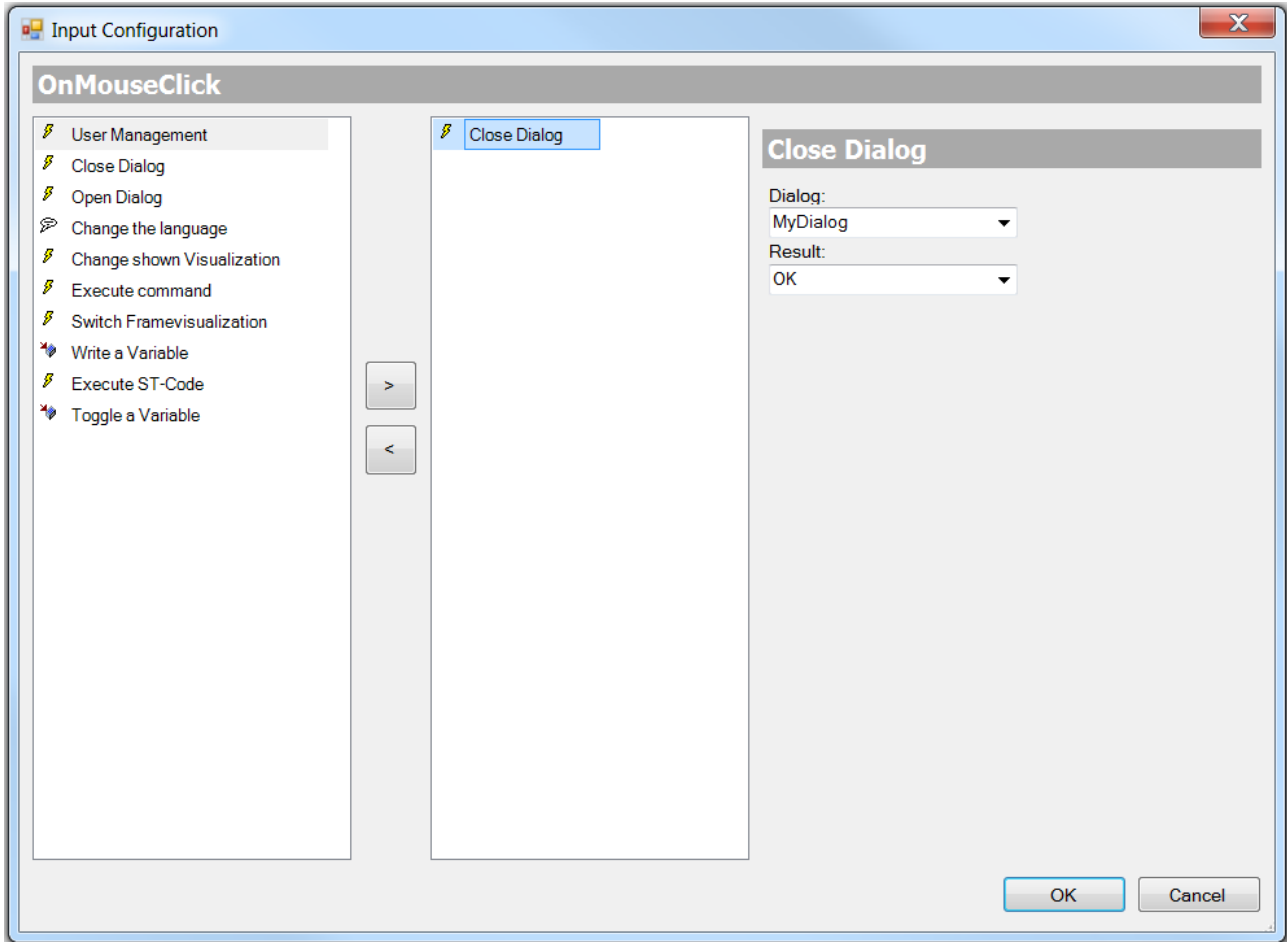 Input Configuration
X
OnMouseClick
User Management
Close Dialog
Open Dialog
Change the language
Change shown Visualization
Execute command
Switch Framevisualization
Write a Variable
Execute ST-Code
Toggle a Variable
>
<
Close Dialog
Close Dialog
Dialog:
MyDialog
Result:
OK
OK
Cancel